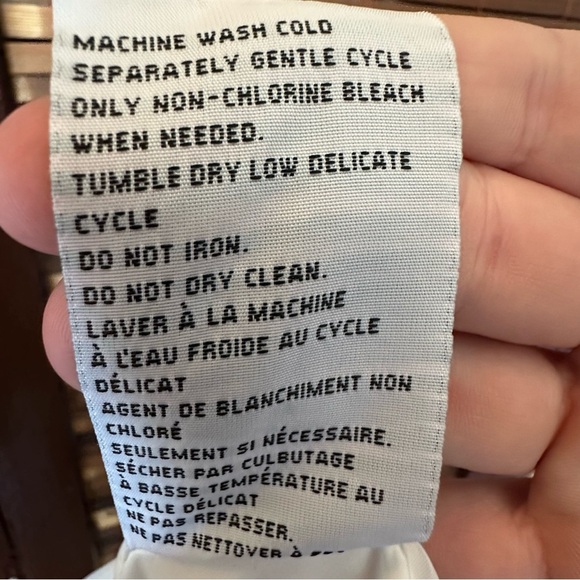 MACHINE WASH COLD
SEPARATELY GENTLE CYCLE
ONLY NON-CHLORINE BLEACH
WHEN NEEDED.
TUMBLE DRY LOW DELICATE
CYCLE
DO NOT IRON.
DO NOT DRY CLEAN.
LAVER À LA MACHINE
À L'EAU FROIDE AU CYCLE
DÉLICAT
AGENT DE BLANCHIMENT NON
CHLORÉ
SEULEMENT SI NÉCESSAIRE.
SÉCHER PAR CULBUTAGE
À BASSE TEMPÉRATURE AU
CYCLE DÉLICAT
NE PAS REPASSER.
NE PAS NETTOYER À